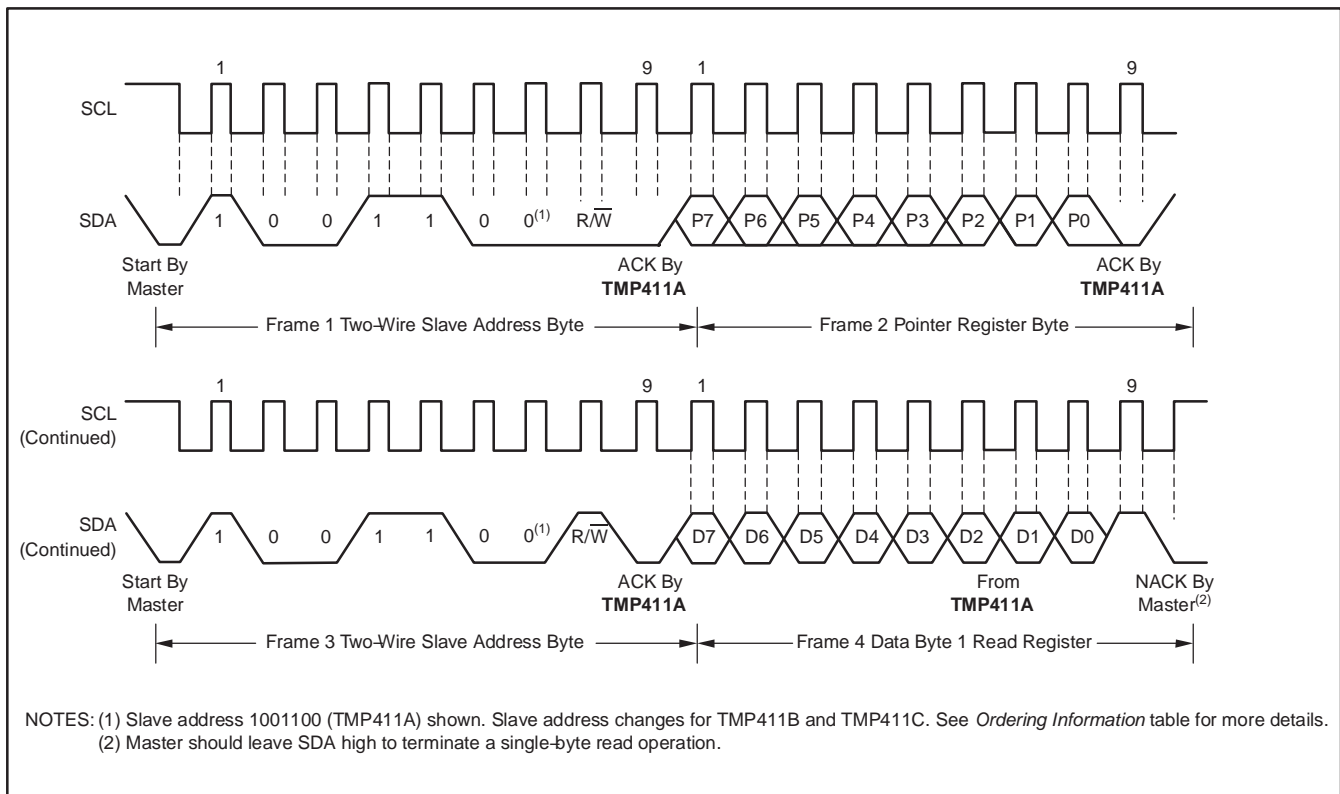 1 9 1 9
SCL
SDA 1 0 0 1 1 0 0(1) R/W̅ P7 P6 P5 P4 P3 P2 P1 P0
Start By Master
ACK By TMP411A
ACK By TMP411A
Frame 1 Two-Wire Slave Address Byte
Frame 2 Pointer Register Byte
1 9 1 9
SCL (Continued)
SDA (Continued) 1 0 0 1 1 0 0(1) R/W̅ D7 D6 D5 D4 D3 D2 D1 D0
Start By Master
ACK By TMP411A
From TMP411A
NACK By Master(2)
Frame 3 Two-Wire Slave Address Byte
Frame 4 Data Byte 1 Read Register
NOTES: (1) Slave address 1001100 (TMP411A) shown. Slave address changes for TMP411B and TMP411C. See Ordering Information table for more details.
(2) Master should leave SDA high to terminate a single-byte read operation.